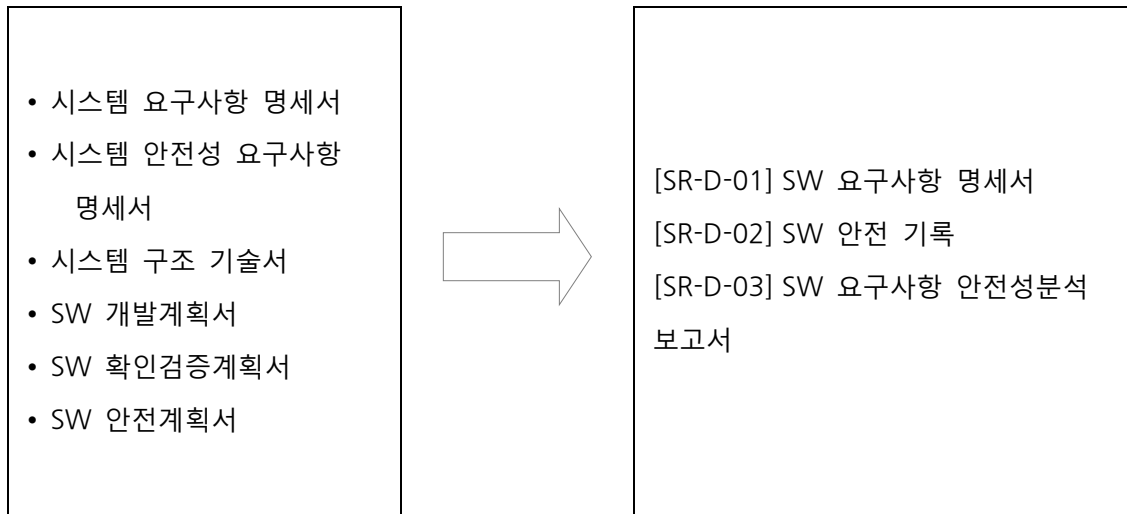 • 시스템 요구사항 명세서
• 시스템 안전성 요구사항
명세서
• 시스템 구조 기술서
• SW 개발계획서
• SW 확인검증계획서
• SW 안전계획서
[SR-D-01] SW 요구사항 명세서
[SR-D-02] SW 안전 기록
[SR-D-03] SW 요구사항 안전성분석
보고서